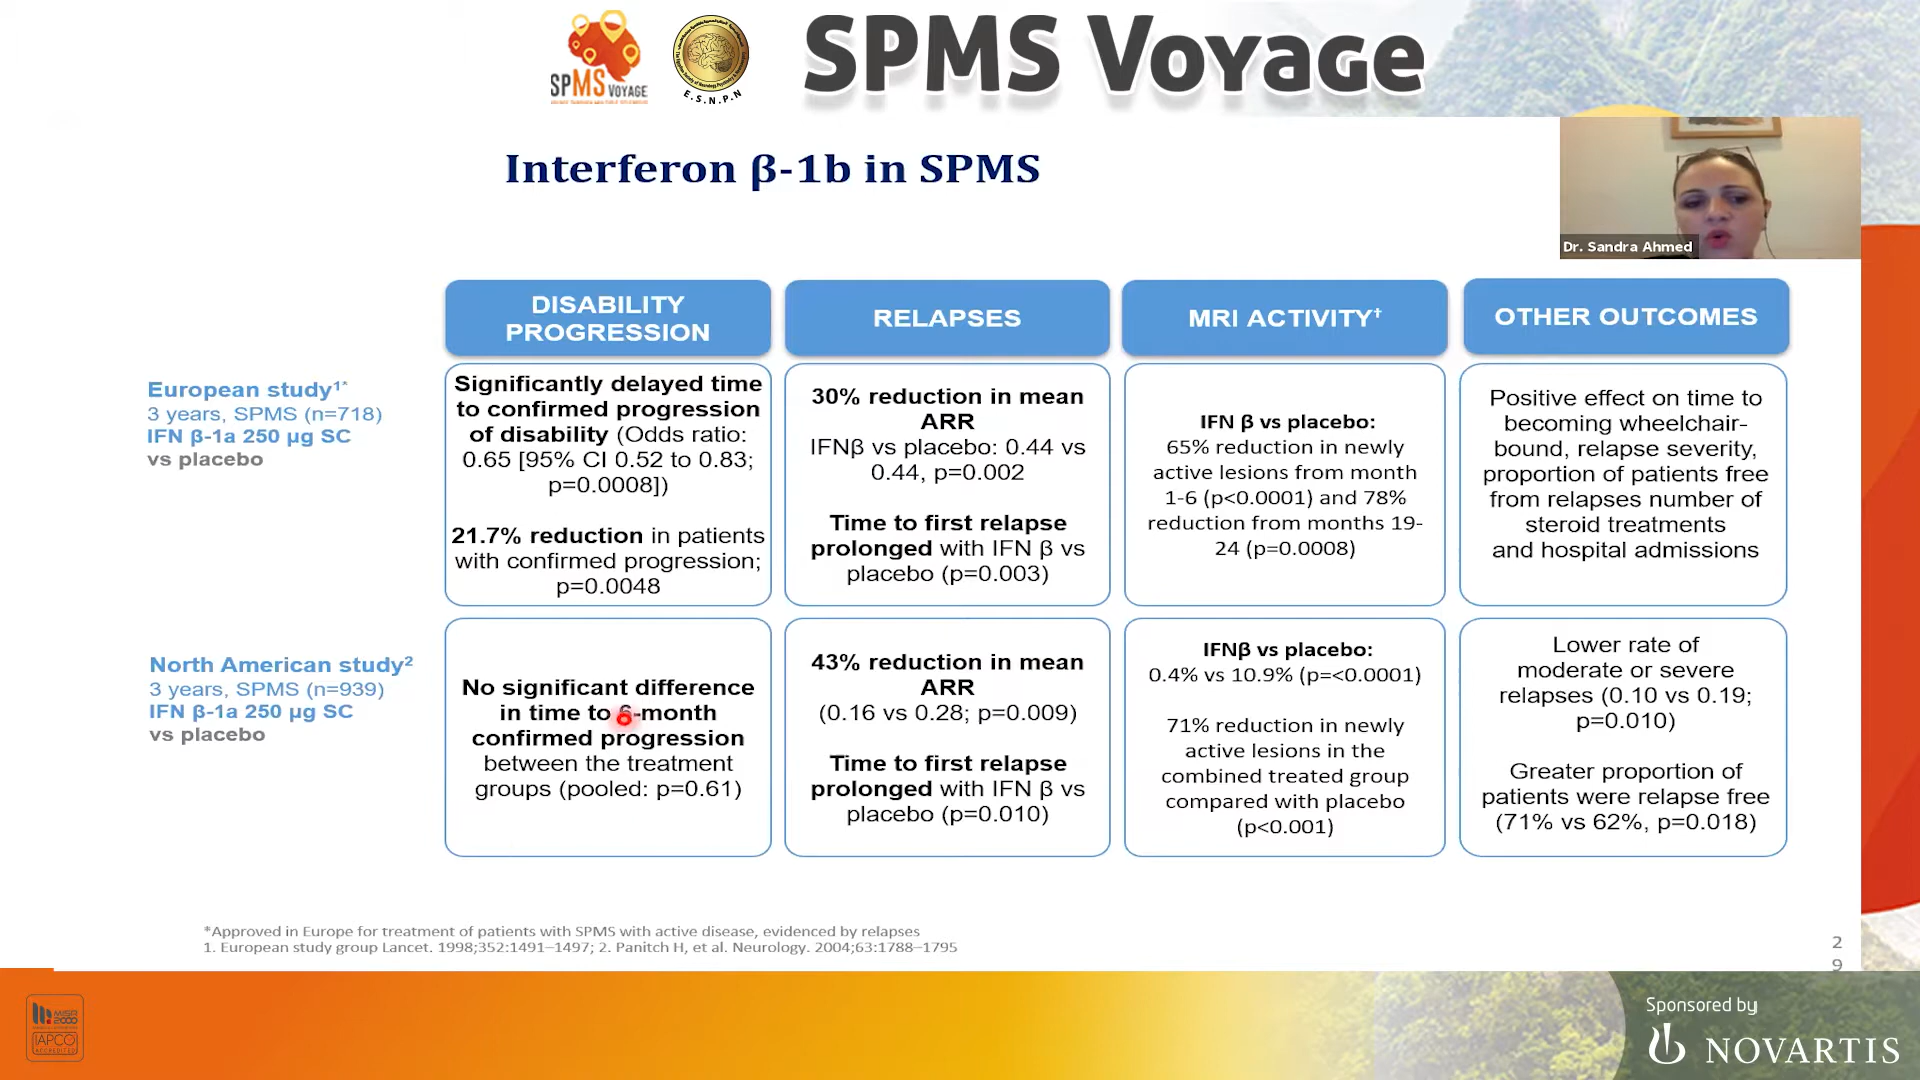 SPMS VOYAGE
E.S.N.P.N
SPMS Voyage
Interferon β-1b in SPMS
Dr. Sandra Ahmed
DISABILITY
PROGRESSION
RELAPSES
MRI ACTIVITY†
OTHER OUTCOMES
European study1*
3 years, SPMS (n=718)
IFN β-1a 250 µg SC
vs placebo
Significantly delayed time
to confirmed progression
of disability (Odds ratio:
0.65 [95% CI 0.52 to 0.83;
p=0.0008])
21.7% reduction in patients
with confirmed progression;
p=0.0048
30% reduction in mean
ARR
IFNβ vs placebo: 0.44 vs
0.44, p=0.002
Time to first relapse
prolonged with IFN β vs
placebo (p=0.003)
IFN β vs placebo:
65% reduction in newly
active lesions from month
1-6 (p<0.0001) and 78%
reduction from months 19-
24 (p=0.0008)
Positive effect on time to
becoming wheelchair-
bound, relapse severity,
proportion of patients free
from relapses number of
steroid treatments
and hospital admissions
North American study2
3 years, SPMS (n=939)
IFN β-1a 250 µg SC
vs placebo
No significant difference
in time to 6-month
confirmed progression
between the treatment
groups (pooled: p=0.61)
43% reduction in mean
ARR
(0.16 vs 0.28; p=0.009)
Time to first relapse
prolonged with IFN β vs
placebo (p=0.010)
IFNβ vs placebo:
0.4% vs 10.9% (p=<0.0001)
71% reduction in newly
active lesions in the
combined treated group
compared with placebo
(p<0.001)
Lower rate of
moderate or severe
relapses (0.10 vs 0.19;
p=0.010)
Greater proportion of
patients were relapse free
(71% vs 62%, p=0.018)
*Approved in Europe for treatment of patients with SPMS with active disease, evidenced by relapses
1. European study group Lancet. 1998;352:1491–1497; 2. Panitch H, et al. Neurology. 2004;63:1788–1795
2
9
MISR
2000
IAPCO
ACCREDITED
Sponsored by
NOVARTIS